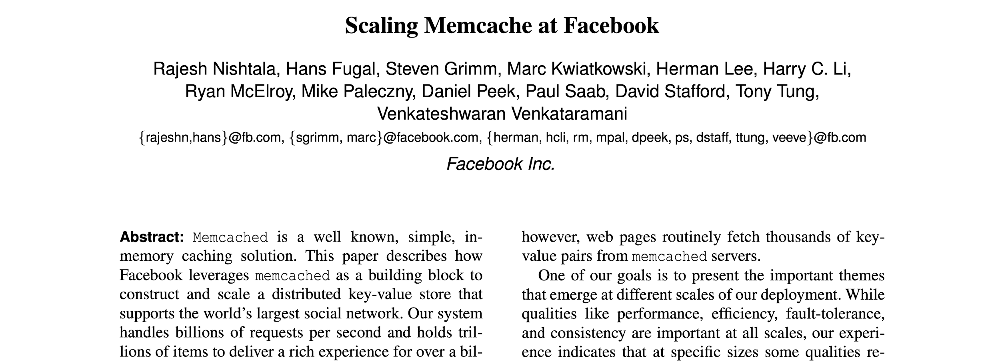 Scaling Memcache at Facebook
Rajesh Nishtala, Hans Fugal, Steven Grimm, Marc Kwiatkowski, Herman Lee, Harry C. Li,
Ryan McElroy, Mike Paleczny, Daniel Peek, Paul Saab, David Stafford, Tony Tung,
Venkateshwaran Venkataramani
{rajeshn,hans}@fb.com, {sgrimm, marc}@facebook.com, {herman, hcli, rm, mpal, dpeek, ps, dstaff, ttung, veeve}@fb.com
Facebook Inc.
Abstract: Memcached is a well known, simple, in-
memory caching solution. This paper describes how
Facebook leverages memcached as a building block to
construct and scale a distributed key-value store that
supports the world's largest social network. Our system
handles billions of requests per second and holds tril-
lions of items to deliver a rich experience for over a bil-
however, web pages routinely fetch thousands of key-
value pairs from memcached servers.
One of our goals is to present the important themes
that emerge at different scales of our deployment. While
qualities like performance, efficiency, fault-tolerance,
and consistency are important at all scales, our experi-
ence indicates that at specific sizes some qualities re-